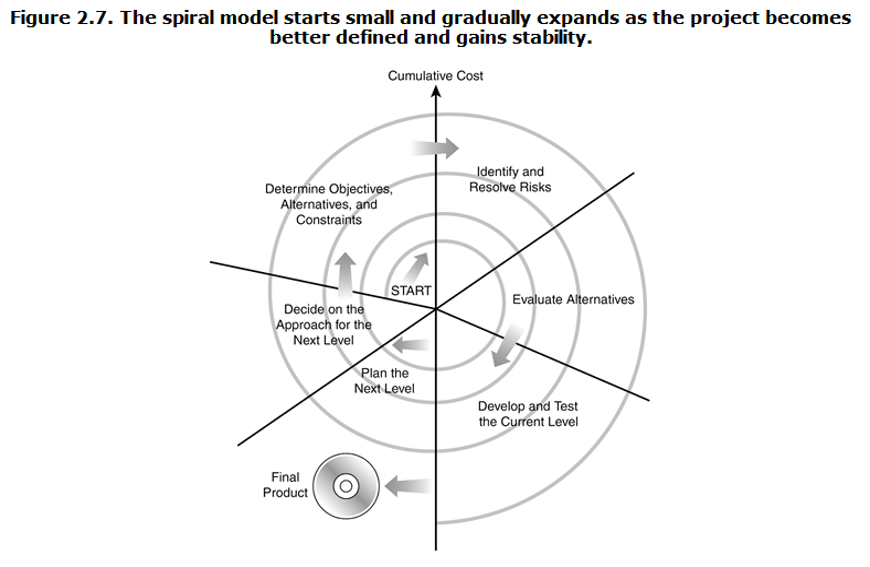 Figure 2.7. The spiral model starts small and gradually expands as the project becomes
better defined and gains stability.
Cumulative Cost
Identify and
Resolve Risks
Determine Objectives,
Alternatives, and
Constraints
START
Evaluate Alternatives
Decide on the
Approach for the
Next Level
Plan the
Next Level
Develop and Test
the Current Level
Final
Product